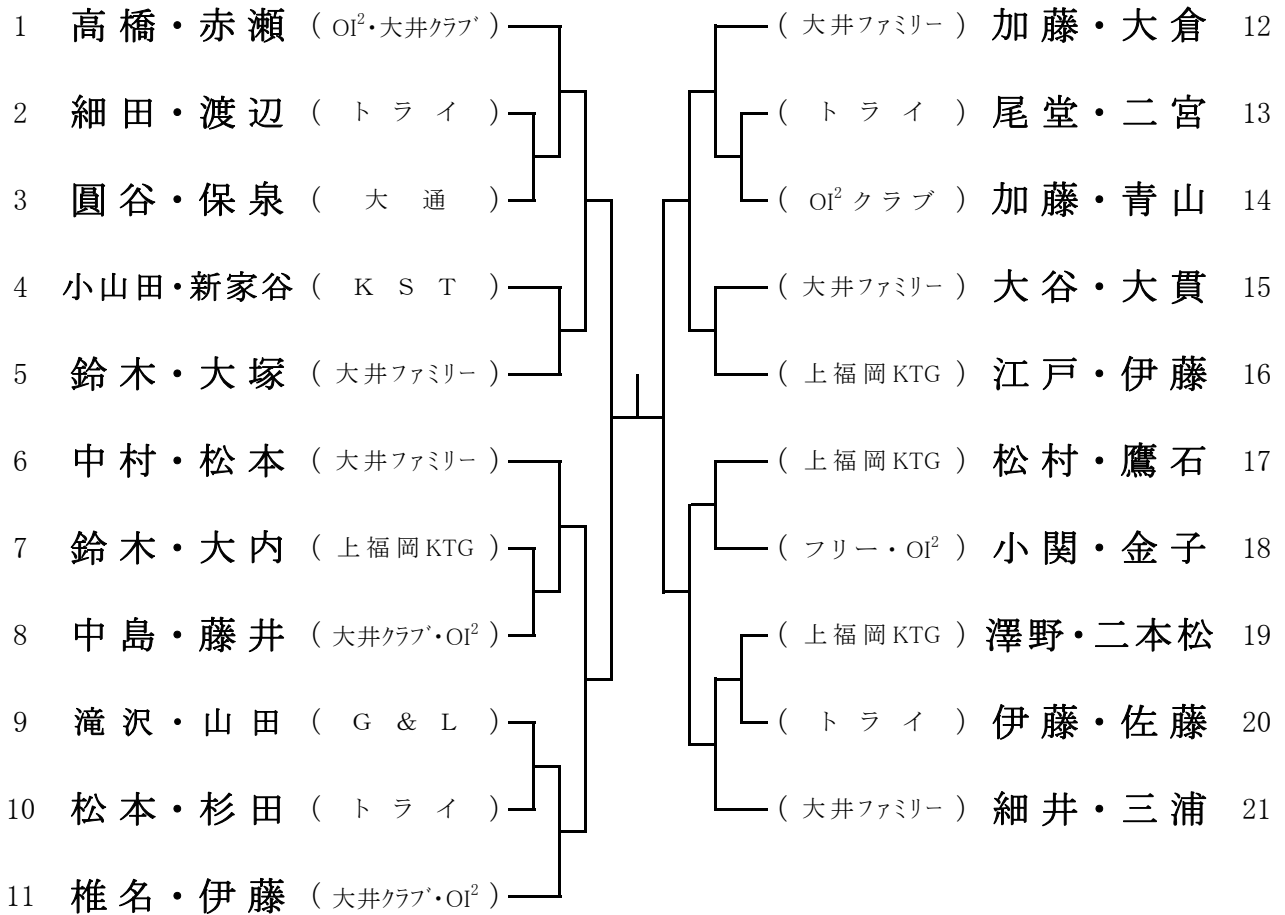 1 高橋・赤瀬 ( OI²・大井ｸﾗﾌﾞ )
2 細田・渡辺 ( トライ )
3 圓谷・保泉 ( 大通 )
4 小山田・新家谷 ( KST )
5 鈴木・大塚 ( 大井ファミリー )
6 中村・松本 ( 大井ファミリー )
7 鈴木・大内 ( 上福岡KTG )
8 中島・藤井 ( 大井ｸﾗﾌﾞ・OI² )
9 滝沢・山田 ( G & L )
10 松本・杉田 ( トライ )
11 椎名・伊藤 ( 大井ｸﾗﾌﾞ・OI² )
( 大井ファミリー ) 加藤・大倉 12
( トライ ) 尾堂・二宮 13
( OI²クラブ ) 加藤・青山 14
( 大井ファミリー ) 大谷・大貫 15
( 上福岡KTG ) 江戸・伊藤 16
( 上福岡KTG ) 松村・鷹石 17
( フリー・OI² ) 小関・金子 18
( 上福岡KTG ) 澤野・二本松 19
( トライ ) 伊藤・佐藤 20
( 大井ファミリー ) 細井・三浦 21